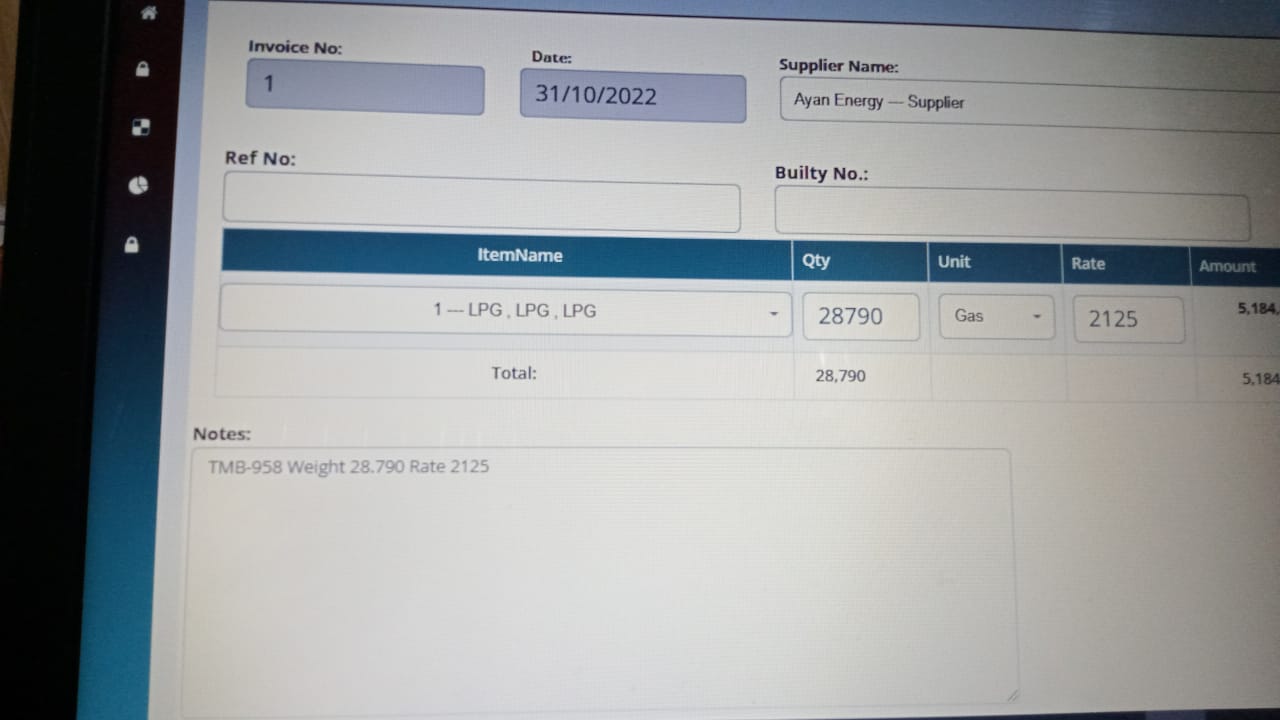 Invoice No:
Date:
Supplier Name:
1
31/10/2022
Ayan Energy --- Supplier
Ref No:
Builty No.:
ItemName Qty Unit Rate Amount
1 --- LPG , LPG , LPG 28790 Gas 2125 5,184,
Total: 28,790 5,184
Notes:
TMB-958 Weight 28.790 Rate 2125